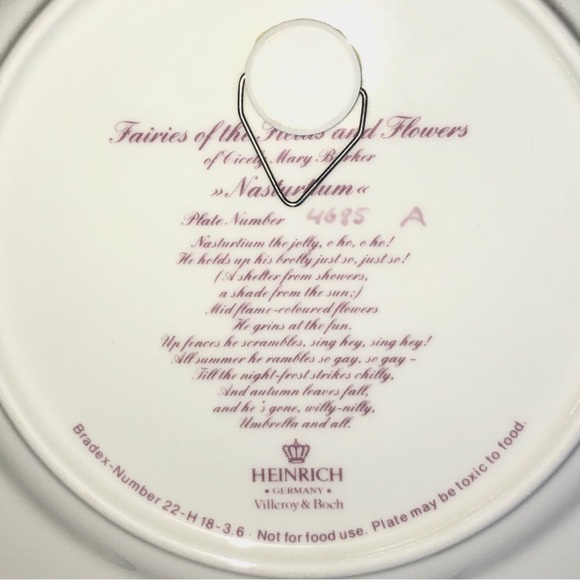 Fairies of the Fields and Flowers
of Cicely Mary Barker
»Nasturtium«
Plate Number 4685 A
Nasturtium the jolly, o ho, o ho!
He holds up his brolly just so, just so!
(A shelter from showers,
a shade from the sun;)
Mid flame-coloured flowers
He grins at the fun.
Up fences he scrambles, sing hey, sing hey!
All summer he rambles so gay, so gay –
Till the night-frost strikes chilly,
And autumn leaves fall,
and he's gone, willy-nilly,
Umbrella and all.
HEINRICH
• GERMANY •
Villeroy & Boch
Bradex-Number 22-H 18-3.6 · Not for food use. Plate may be toxic to food.